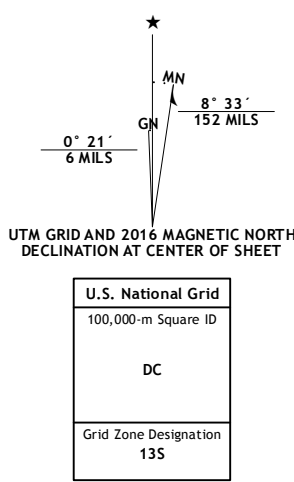 MN
GN
8° 33´
152 MILS
0° 21´
6 MILS
UTM GRID AND 2016 MAGNETIC NORTH
DECLINATION AT CENTER OF SHEET
U.S. National Grid
100,000-m Square ID
DC
Grid Zone Designation
13S